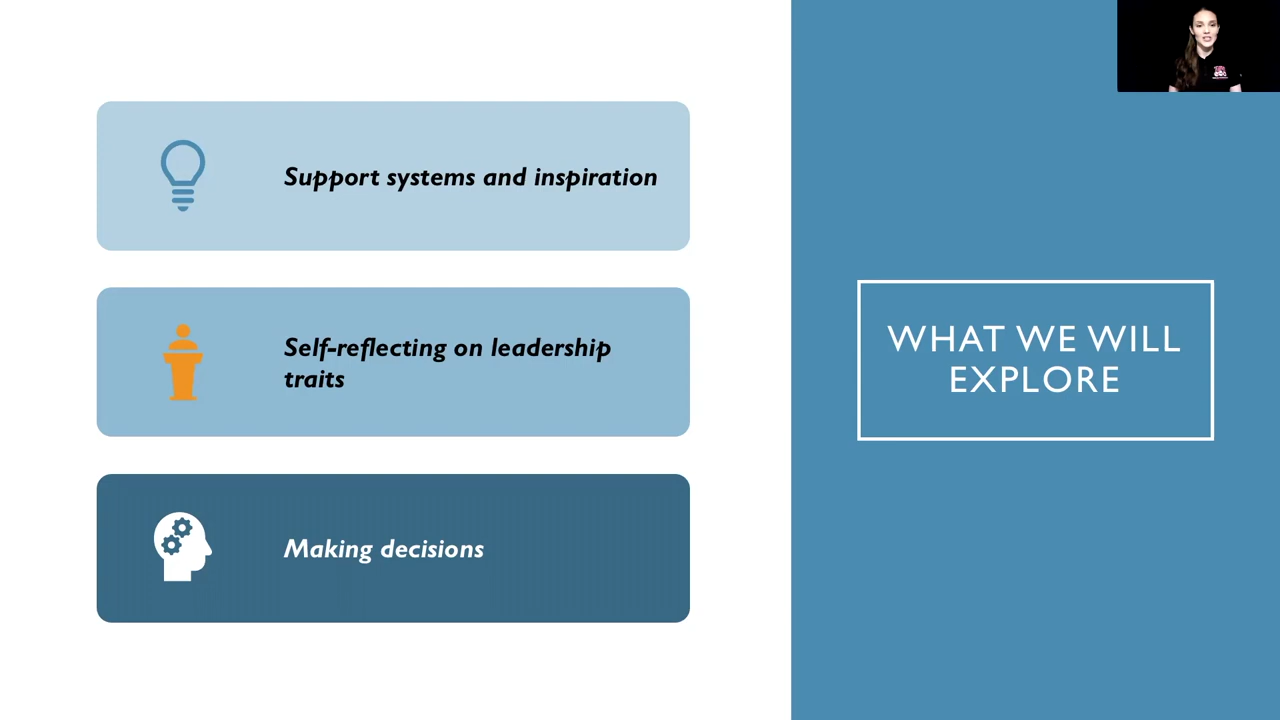 Support systems and inspiration
Self-reflecting on leadership
traits
Making decisions
WHAT WE WILL
EXPLORE